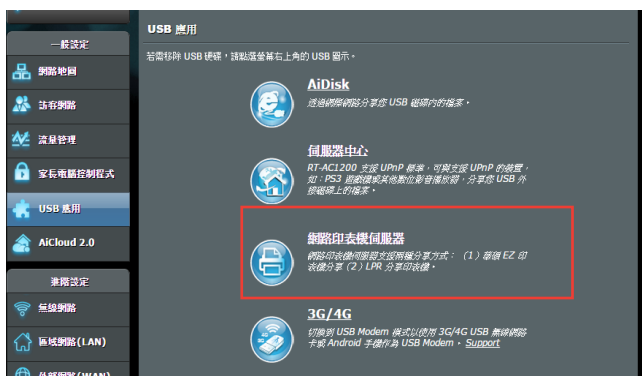 USB 應用
若需移除 USB 硬碟，請點選螢幕右上角的 USB 圖示。
一般設定
網路地圖
訪客網路
流量管理
家長電腦控制程式
USB 應用
AiCloud 2.0
進階設定
無線網路
區域網路(LAN)
外部網路(WAN)
AiDisk
透過網際網路分享您 USB 磁碟內的檔案。
伺服器中心
RT-AC1200 支援 UPnP 標準，可與支援 UPnP 的裝置，
如：PS3 遊戲機或其他數位影音播放器，分享您 USB 外
接磁碟上的檔案。
網路印表機伺服器
網路印表機伺服器支援兩種分享方式： (1) 華碩 EZ 印
表機分享 (2) LPR 分享印表機。
3G/4G
切換到 USB Modem 模式以使用 3G/4G USB 無線網路
卡或 Android 手機作為 USB Modem。 Support